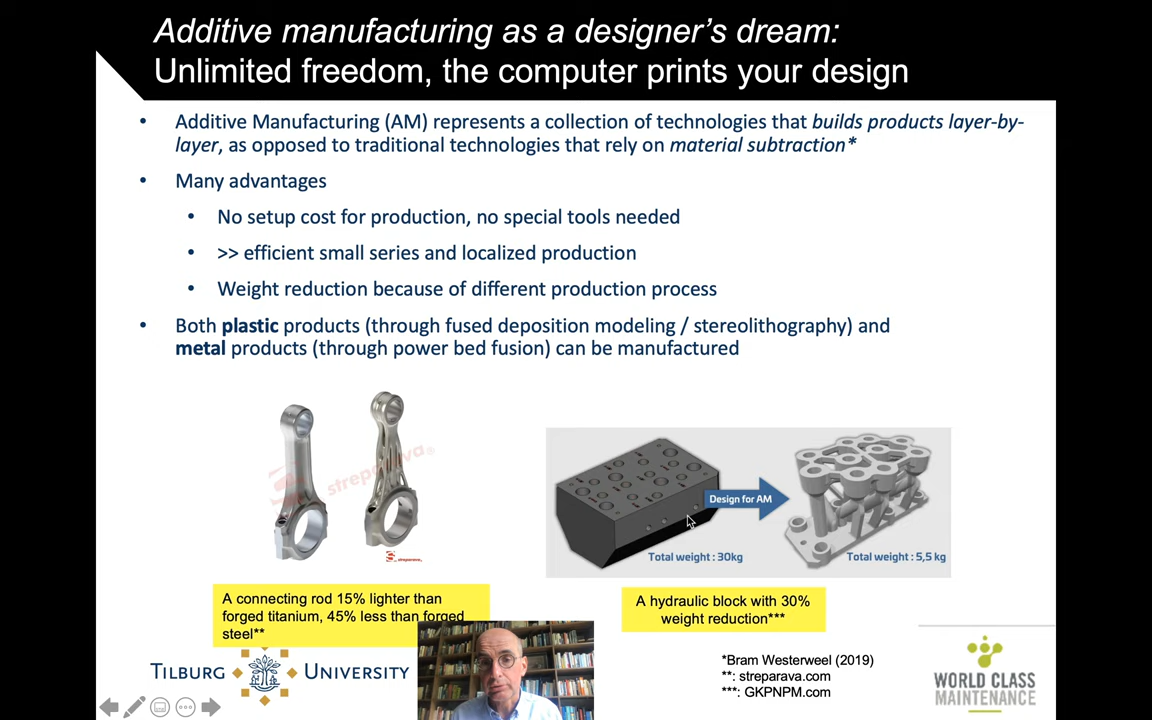 Additive manufacturing as a designer's dream:
Unlimited freedom, the computer prints your design
• Additive Manufacturing (AM) represents a collection of technologies that builds products layer-by-
layer, as opposed to traditional technologies that rely on material subtraction*
• Many advantages
• No setup cost for production, no special tools needed
• >> efficient small series and localized production
• Weight reduction because of different production process
• Both plastic products (through fused deposition modeling / stereolithography) and
metal products (through power bed fusion) can be manufactured
streparava®
streparava
Design for AM
Total weight : 30kg
Total weight : 5,5 kg
A connecting rod 15% lighter than
forged titanium, 45% less than forged
steel**
A hydraulic block with 30%
weight reduction***
TILBURG UNIVERSITY
*Bram Westerweel (2019)
**: streparava.com
***: GKPNPM.com
WORLD CLASS
MAINTENANCE